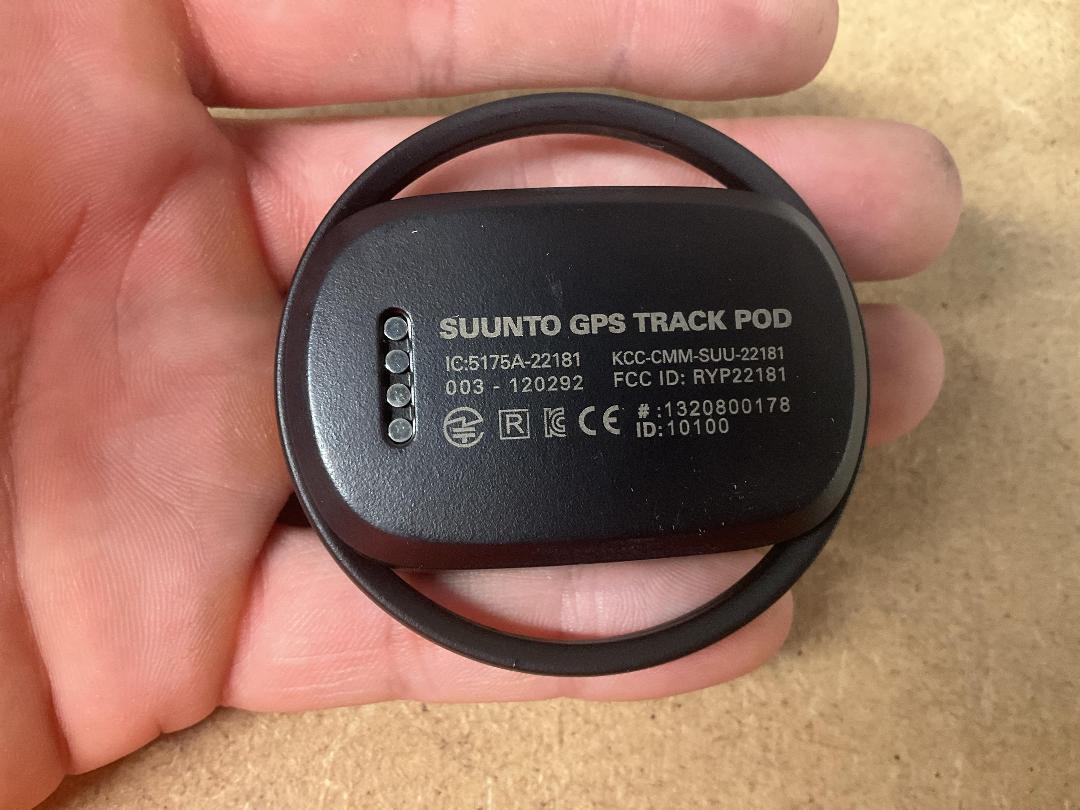 SUUNTO GPS TRACK POD
IC:5175A-22181 KCC-CMM-SUU-22181
003 - 120292 FCC ID: RYP22181
R CE # :1320800178
ID:10100